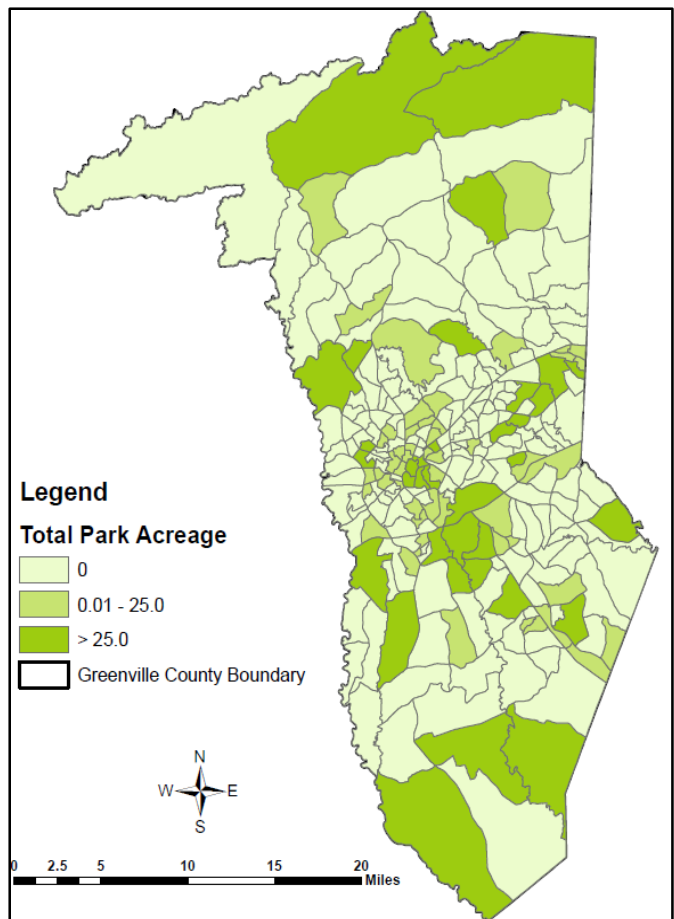 Legend
Total Park Acreage
0
0.01 - 25.0
> 25.0
Greenville County Boundary
N
W E
S
0 2.5 5 10 15 20
Miles